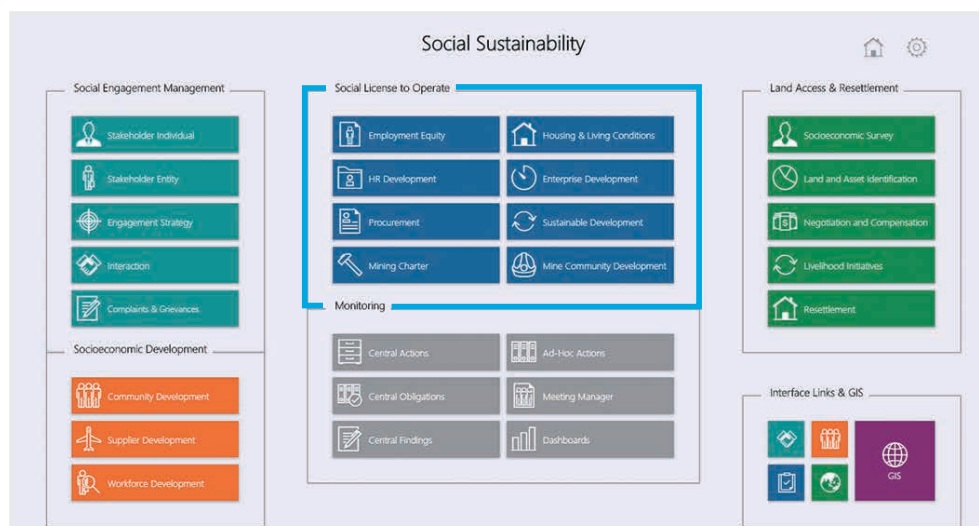 Social Sustainability
Social Engagement Management
Stakeholder Individual
Stakeholder Entity
Engagement Strategy
Interaction
Complaints & Grievances
Socioeconomic Development
Community Development
Supplier Development
Workforce Development
Social License to Operate
Employment Equity
Housing & Living Conditions
HR Development
Enterprise Development
Procurement
Sustainable Development
Mining Charter
Mine Community Development
Monitoring
Central Actions
Ad-Hoc Actions
Central Obligations
Meeting Manager
Central Findings
Dashboards
Land Access & Resettlement
Socioeconomic Survey
Land and Asset Identification
$
Negotiation and Compensation
Livelihood Initiatives
Resettlement
Interface Links & GIS
GIS